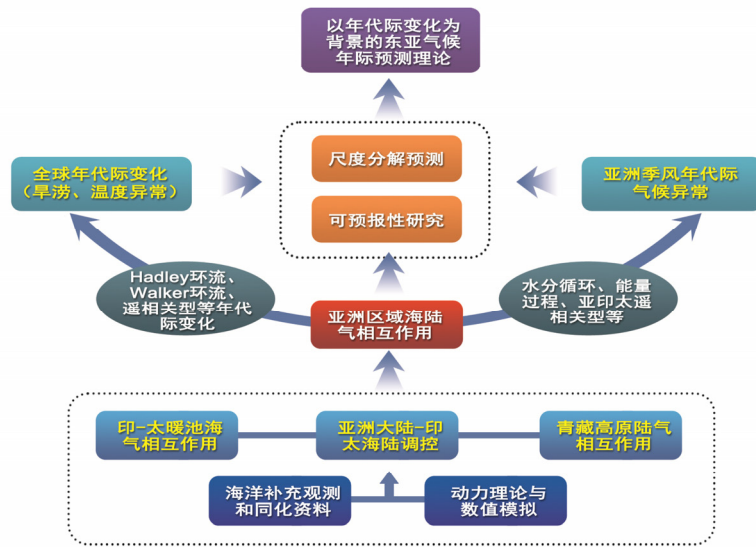 以年代际变化为
背景的东亚气候
年际预测理论
尺度分解预测
全球年代际变化
（旱涝、温度异常）
亚洲季风年代际
气候异常
可预报性研究
Hadley环流、
Walker环流、
遥相关型等年代
际变化
水分循环、能量
过程、亚印太遥
相关型等
亚洲区域海陆
气相互作用
印-太暖池海
气相互作用
亚洲大陆-印
太海陆调控
青藏高原陆气
相互作用
海洋补充观测
和同化资料
动力理论与
数值模拟